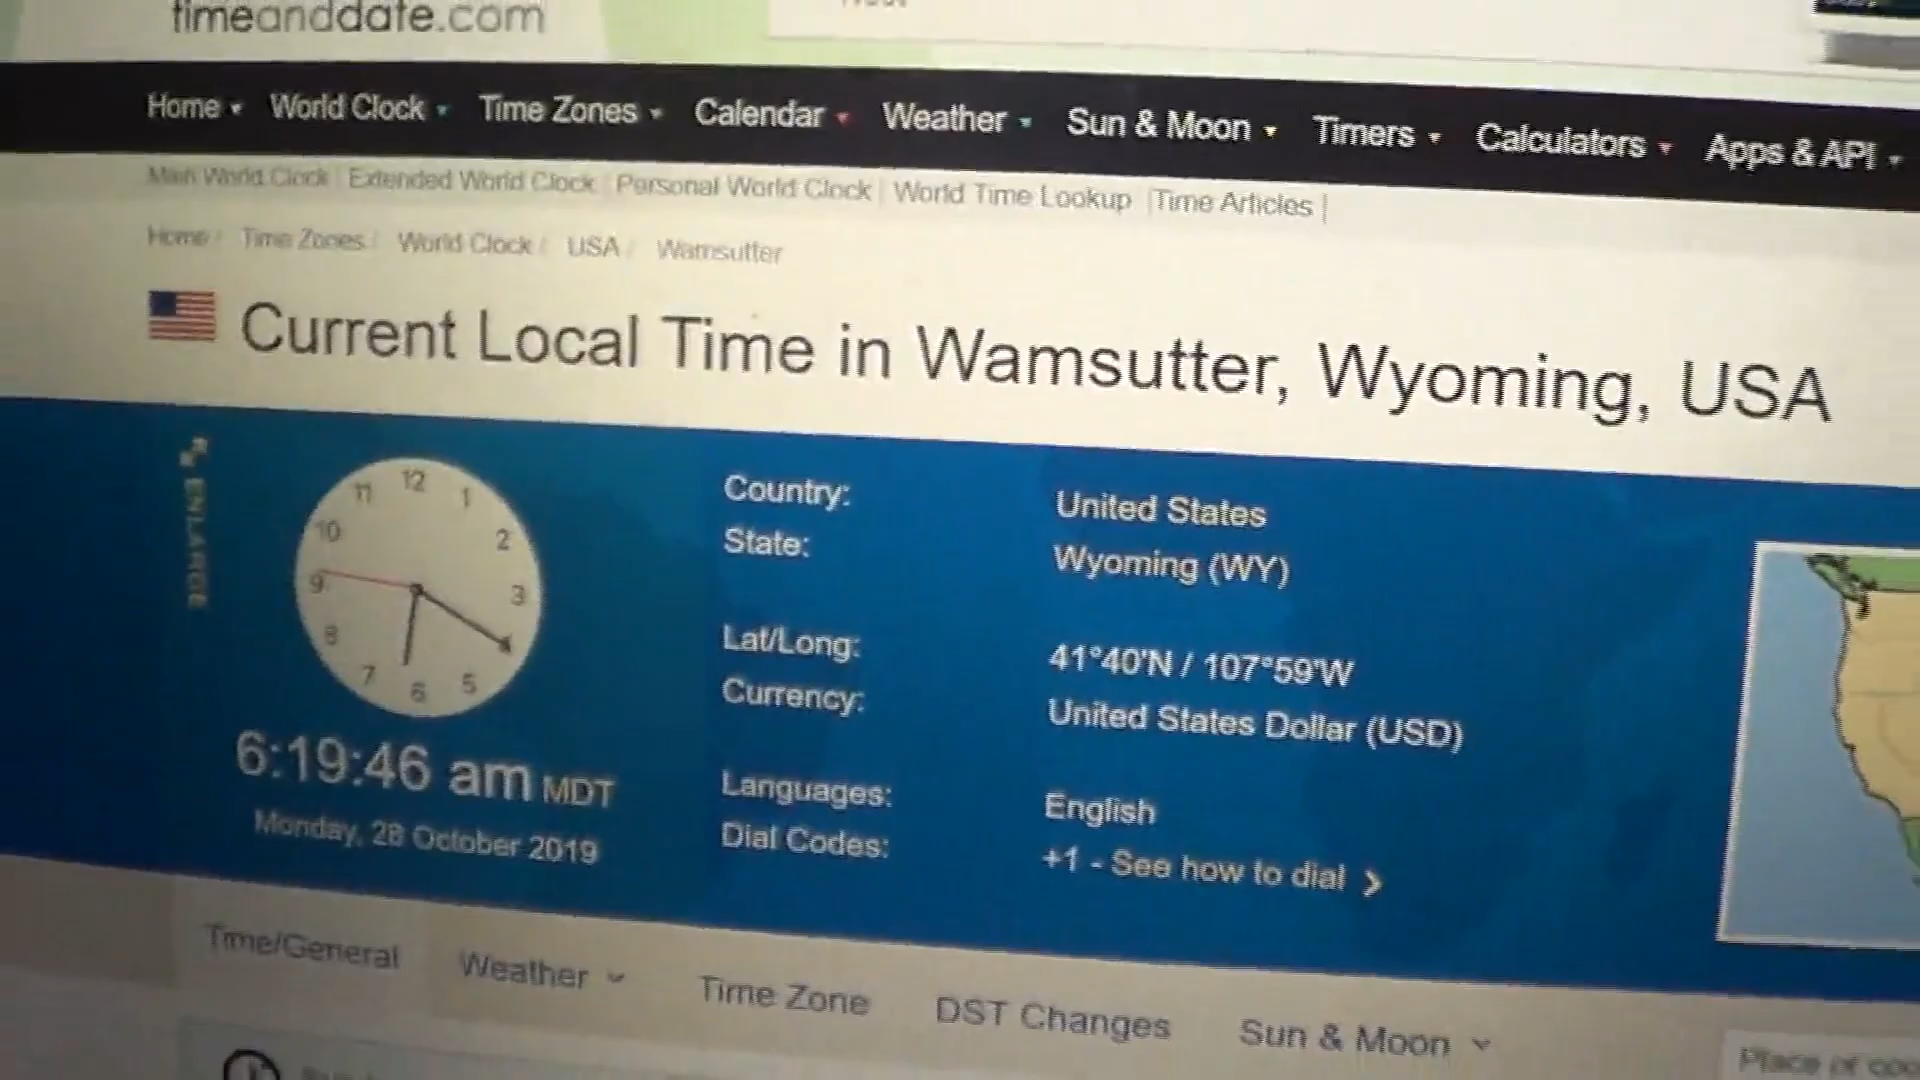 timeanddate.com
Home World Clock Time Zones Calendar Weather Sun & Moon Timers Calculators Apps & API
Main World Clock | Extended World Clock | Personal World Clock | World Time Lookup | Time Articles |
Home / Time Zones / World Clock / USA / Wamsutter
Current Local Time in Wamsutter, Wyoming, USA
ENLARGE
12
1
2
3
5
6
7
8
9
10
11
6:19:46 am MDT
Monday, 28 October 2019
Country: United States
State: Wyoming (WY)
Lat/Long: 41°40'N / 107°59'W
Currency: United States Dollar (USD)
Languages: English
Dial Codes: +1 - See how to dial
Time/General Weather Time Zone DST Changes Sun & Moon
Place of